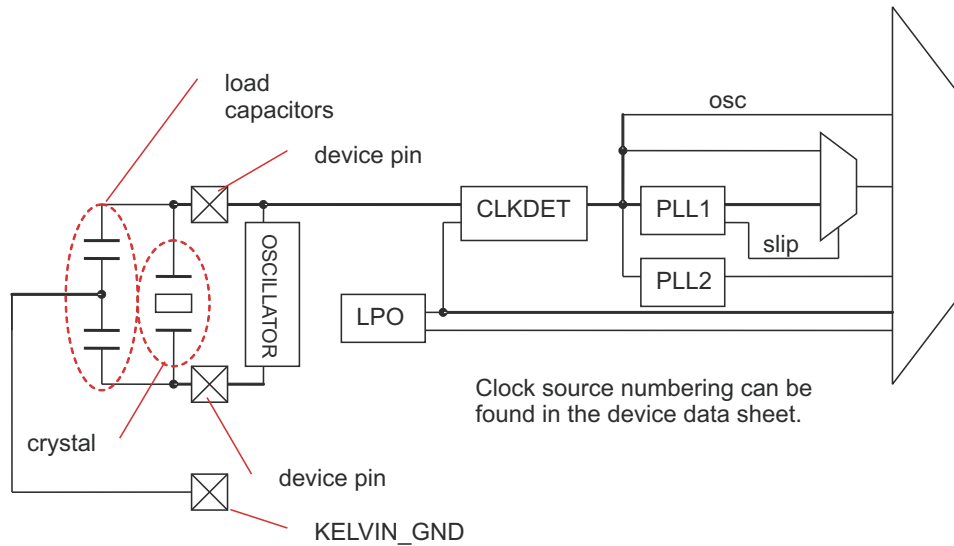 load
capacitors
device pin
osc
CLKDET
PLL1
slip
PLL2
OSCILLATOR
LPO
Clock source numbering can be
found in the device data sheet.
crystal
device pin
KELVIN_GND